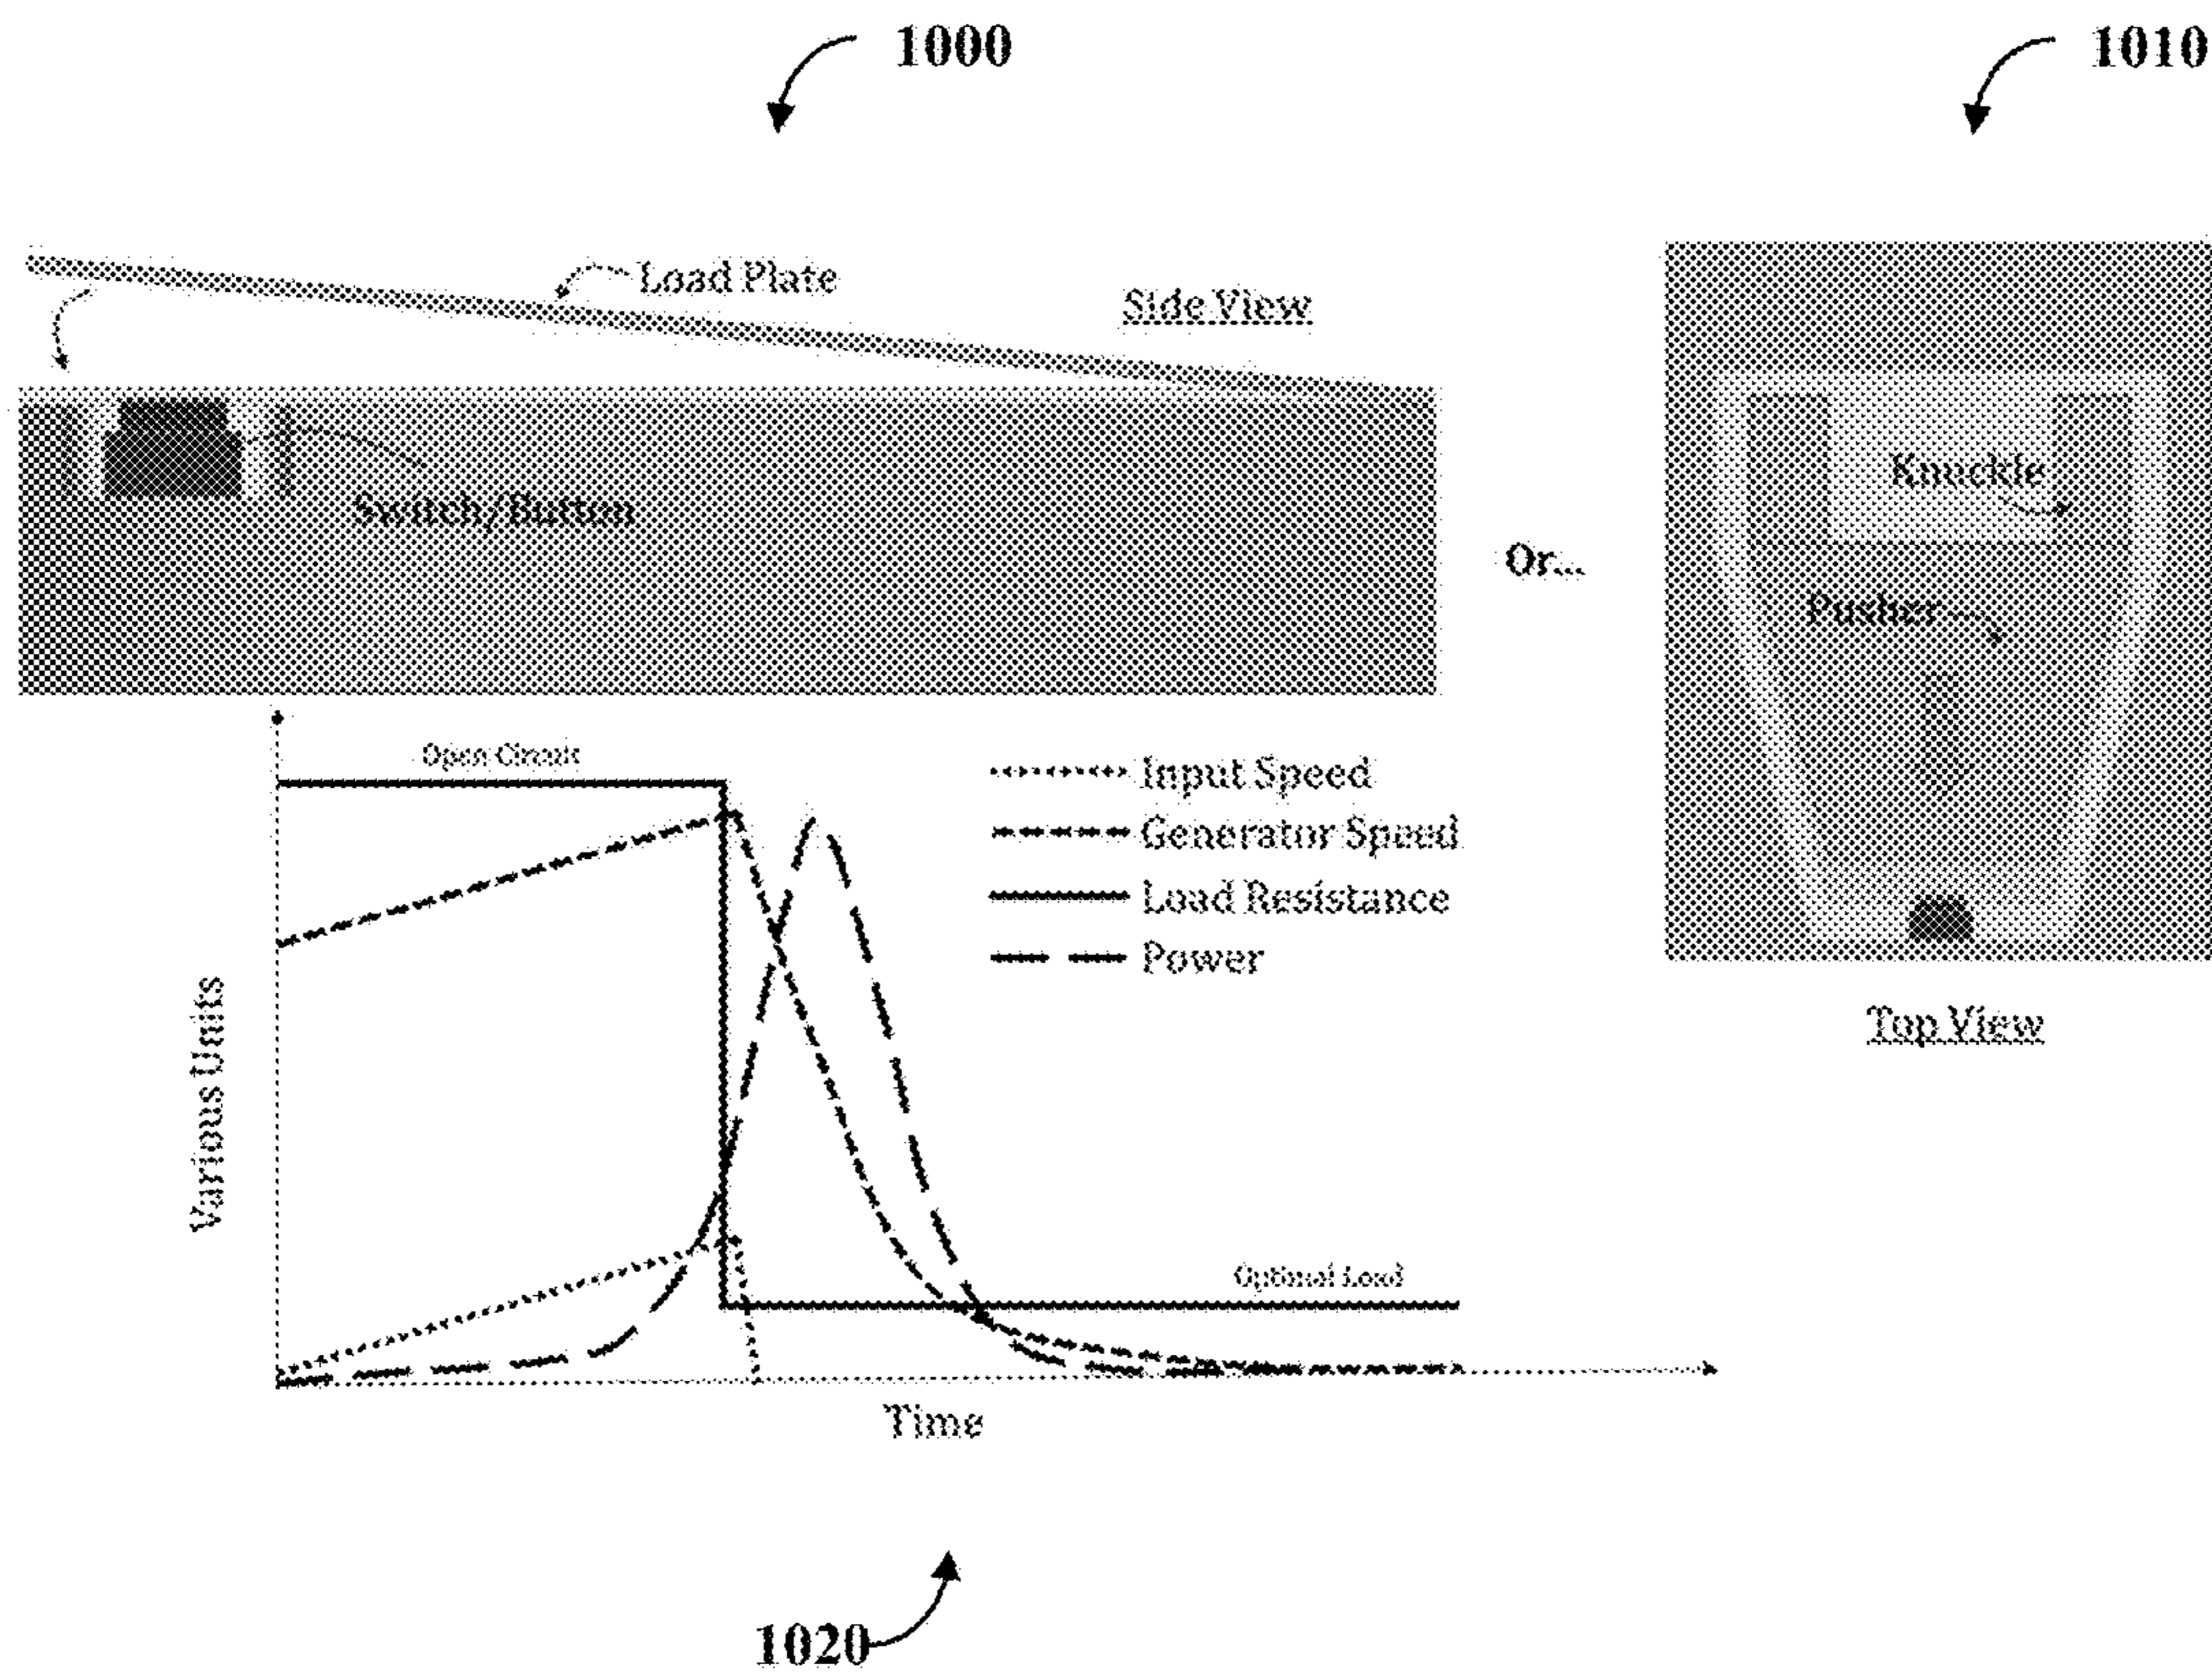 1000
1010
Load Plate
Side View
Switch/Button
Or...
Knuckle
Pusher
Top View
Open Circuit
Input Speed
Generator Speed
Load Resistance
Power
Various Units
Optimal Load
Time
1020